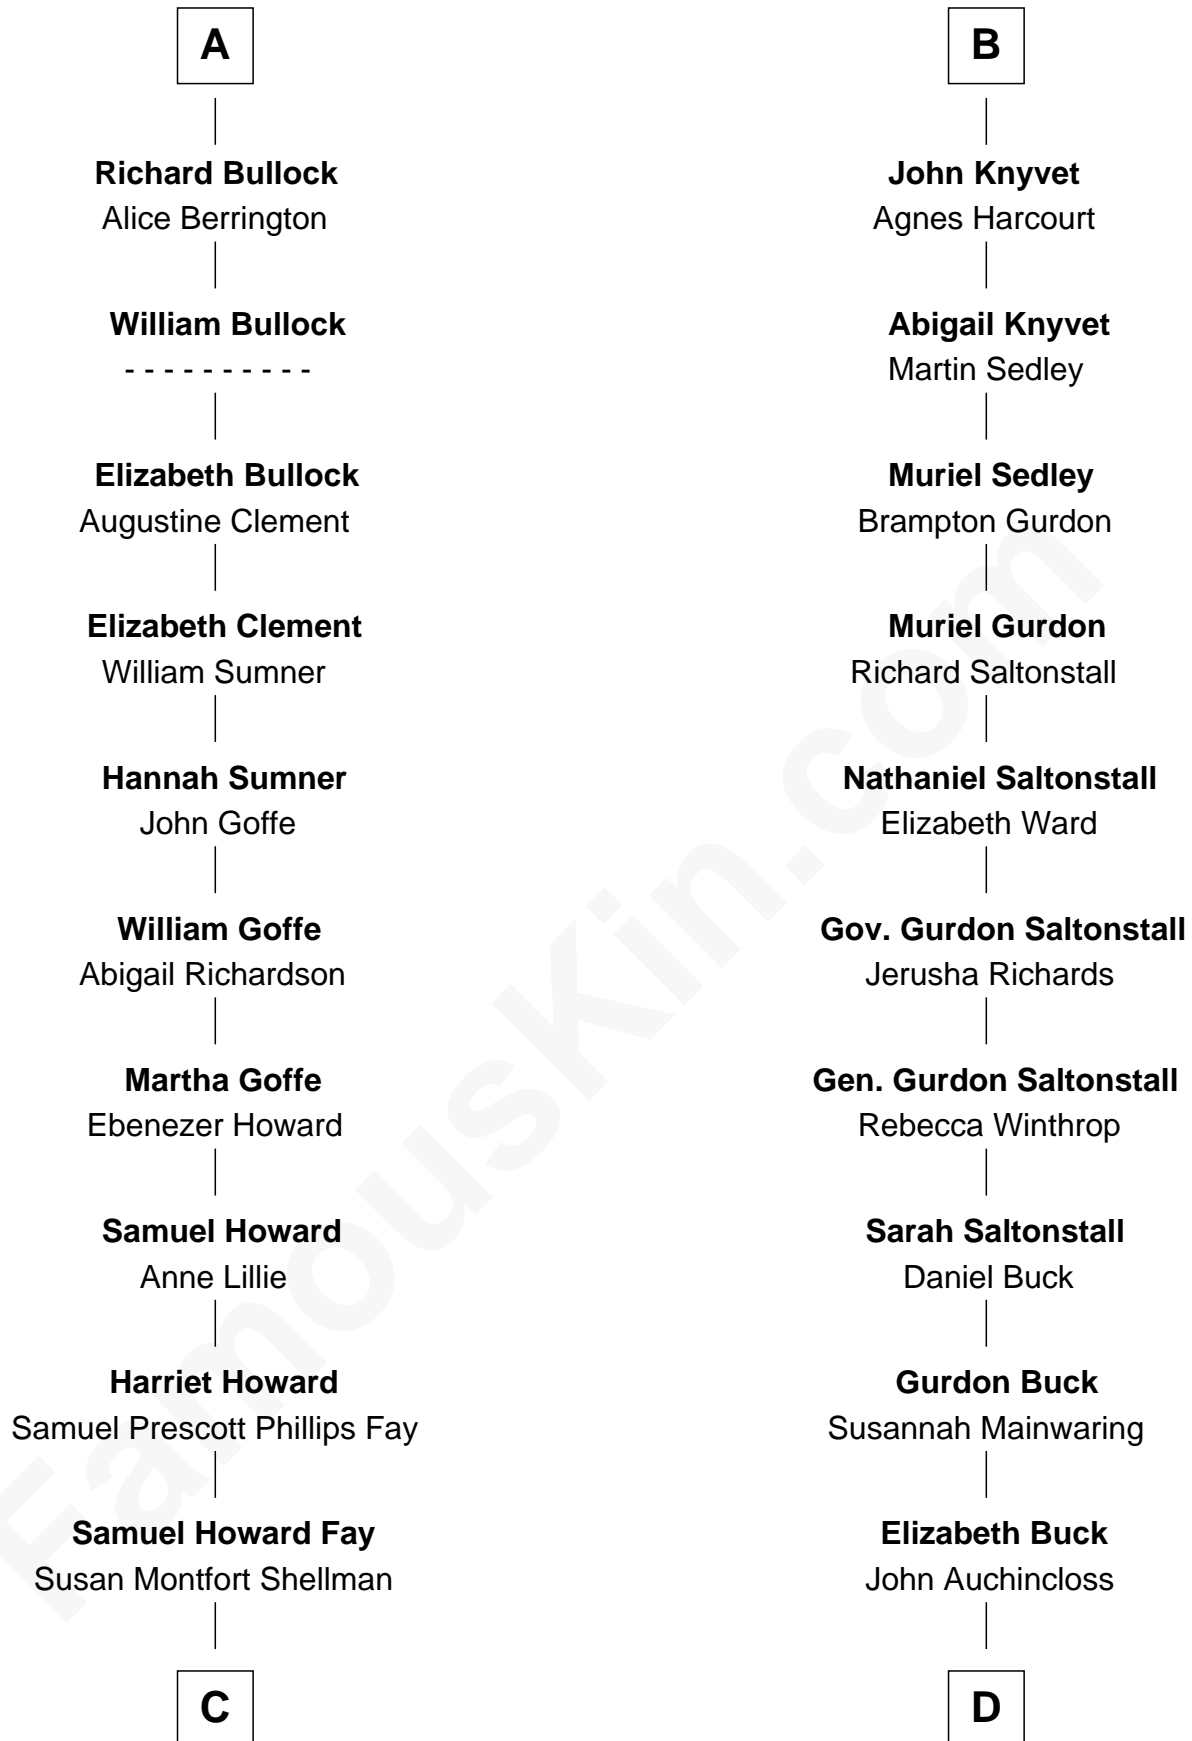 A
Richard Bullock
Alice Berrington
William Bullock
- - - - - - - - - -
Elizabeth Bullock
Augustine Clement
Elizabeth Clement
William Sumner
Hannah Sumner
John Goffe
William Goffe
Abigail Richardson
Martha Goffe
Ebenezer Howard
Samuel Howard
Anne Lillie
Harriet Howard
Samuel Prescott Phillips Fay
Samuel Howard Fay
Susan Montfort Shellman
C
B
John Knyvet
Agnes Harcourt
Abigail Knyvet
Martin Sedley
Muriel Sedley
Brampton Gurdon
Muriel Gurdon
Richard Saltonstall
Nathaniel Saltonstall
Elizabeth Ward
Gov. Gurdon Saltonstall
Jerusha Richards
Gen. Gurdon Saltonstall
Rebecca Winthrop
Sarah Saltonstall
Daniel Buck
Gurdon Buck
Susannah Mainwaring
Elizabeth Buck
John Auchincloss
D
FamousKin.com